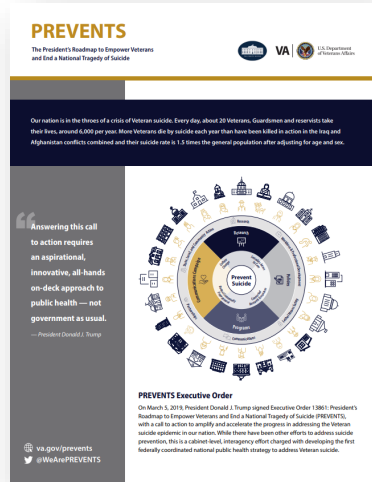 PREVENTS
The President's Roadmap to Empower Veterans
and End a National Tragedy of Suicide
VA
U.S. Department
of Veterans Affairs
Our nation is in the throes of a crisis of Veteran suicide. Every day, about 20 Veterans, Guardsmen and reservists take
their lives, around 6,000 per year. More Veterans die by suicide each year than have been killed in action in the Iraq and
Afghanistan conflicts combined and their suicide rate is 1.5 times the general population after adjusting for age and sex.
“Answering this call
to action requires
an aspirational,
innovative, all-hands
on-deck approach to
public health — not
government as usual.
— President Donald J. Trump
Research
Prevent
Suicide
Programs
PREVENTS Executive Order
On March 5, 2019, President Donald J. Trump signed Executive Order 13861: President's
Roadmap to Empower Veterans and End a National Tragedy of Suicide (PREVENTS),
with a call to action to amplify and accelerate the progress in addressing the Veteran
suicide epidemic in our nation. While there have been other efforts to address suicide
prevention, this is a cabinet-level, interagency effort charged with developing the first
federally coordinated national public health strategy to address Veteran suicide.
va.gov/prevents
@WeArePREVENTS